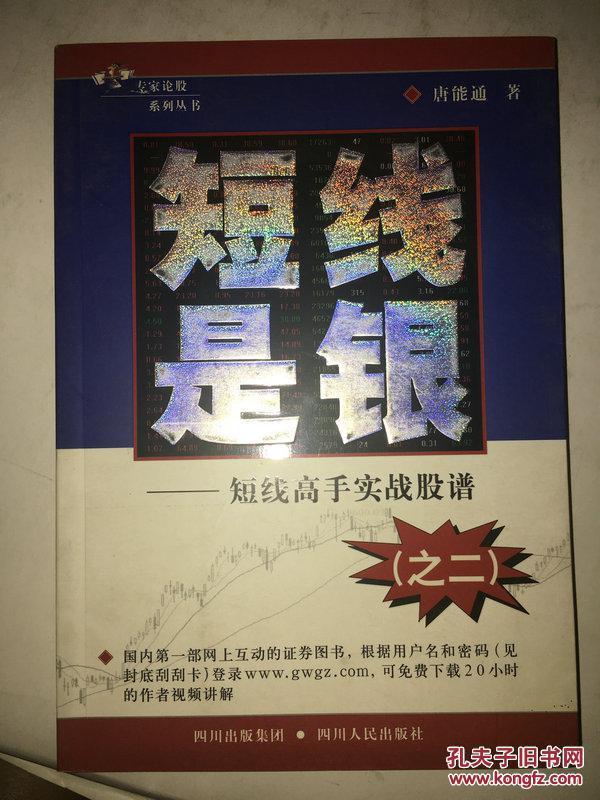 专家论股
系列丛书
唐能通 著
短线
是银
——短线高手实战股谱
(之二)
国内第一部网上互动的证券图书,根据用户名和密码(见
封底刮刮卡)登录www.gwgz.com,可免费下载20小时
的作者视频讲解
四川出版集团 ● 四川人民出版社
孔夫子旧书网
www.kongfz.com